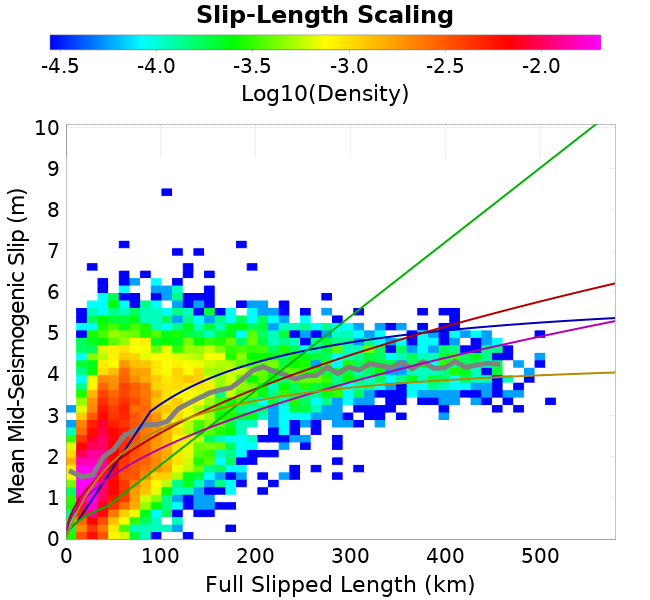 Slip-Length Scaling
-4.5 -4.0 -3.5 -3.0 -2.5 -2.0
Log10(Density)
10
9
8
7
6
5
4
3
2
1
0
Mean Mid-Seismogenic Slip (m)
0 100 200 300 400 500
Full Slipped Length (km)